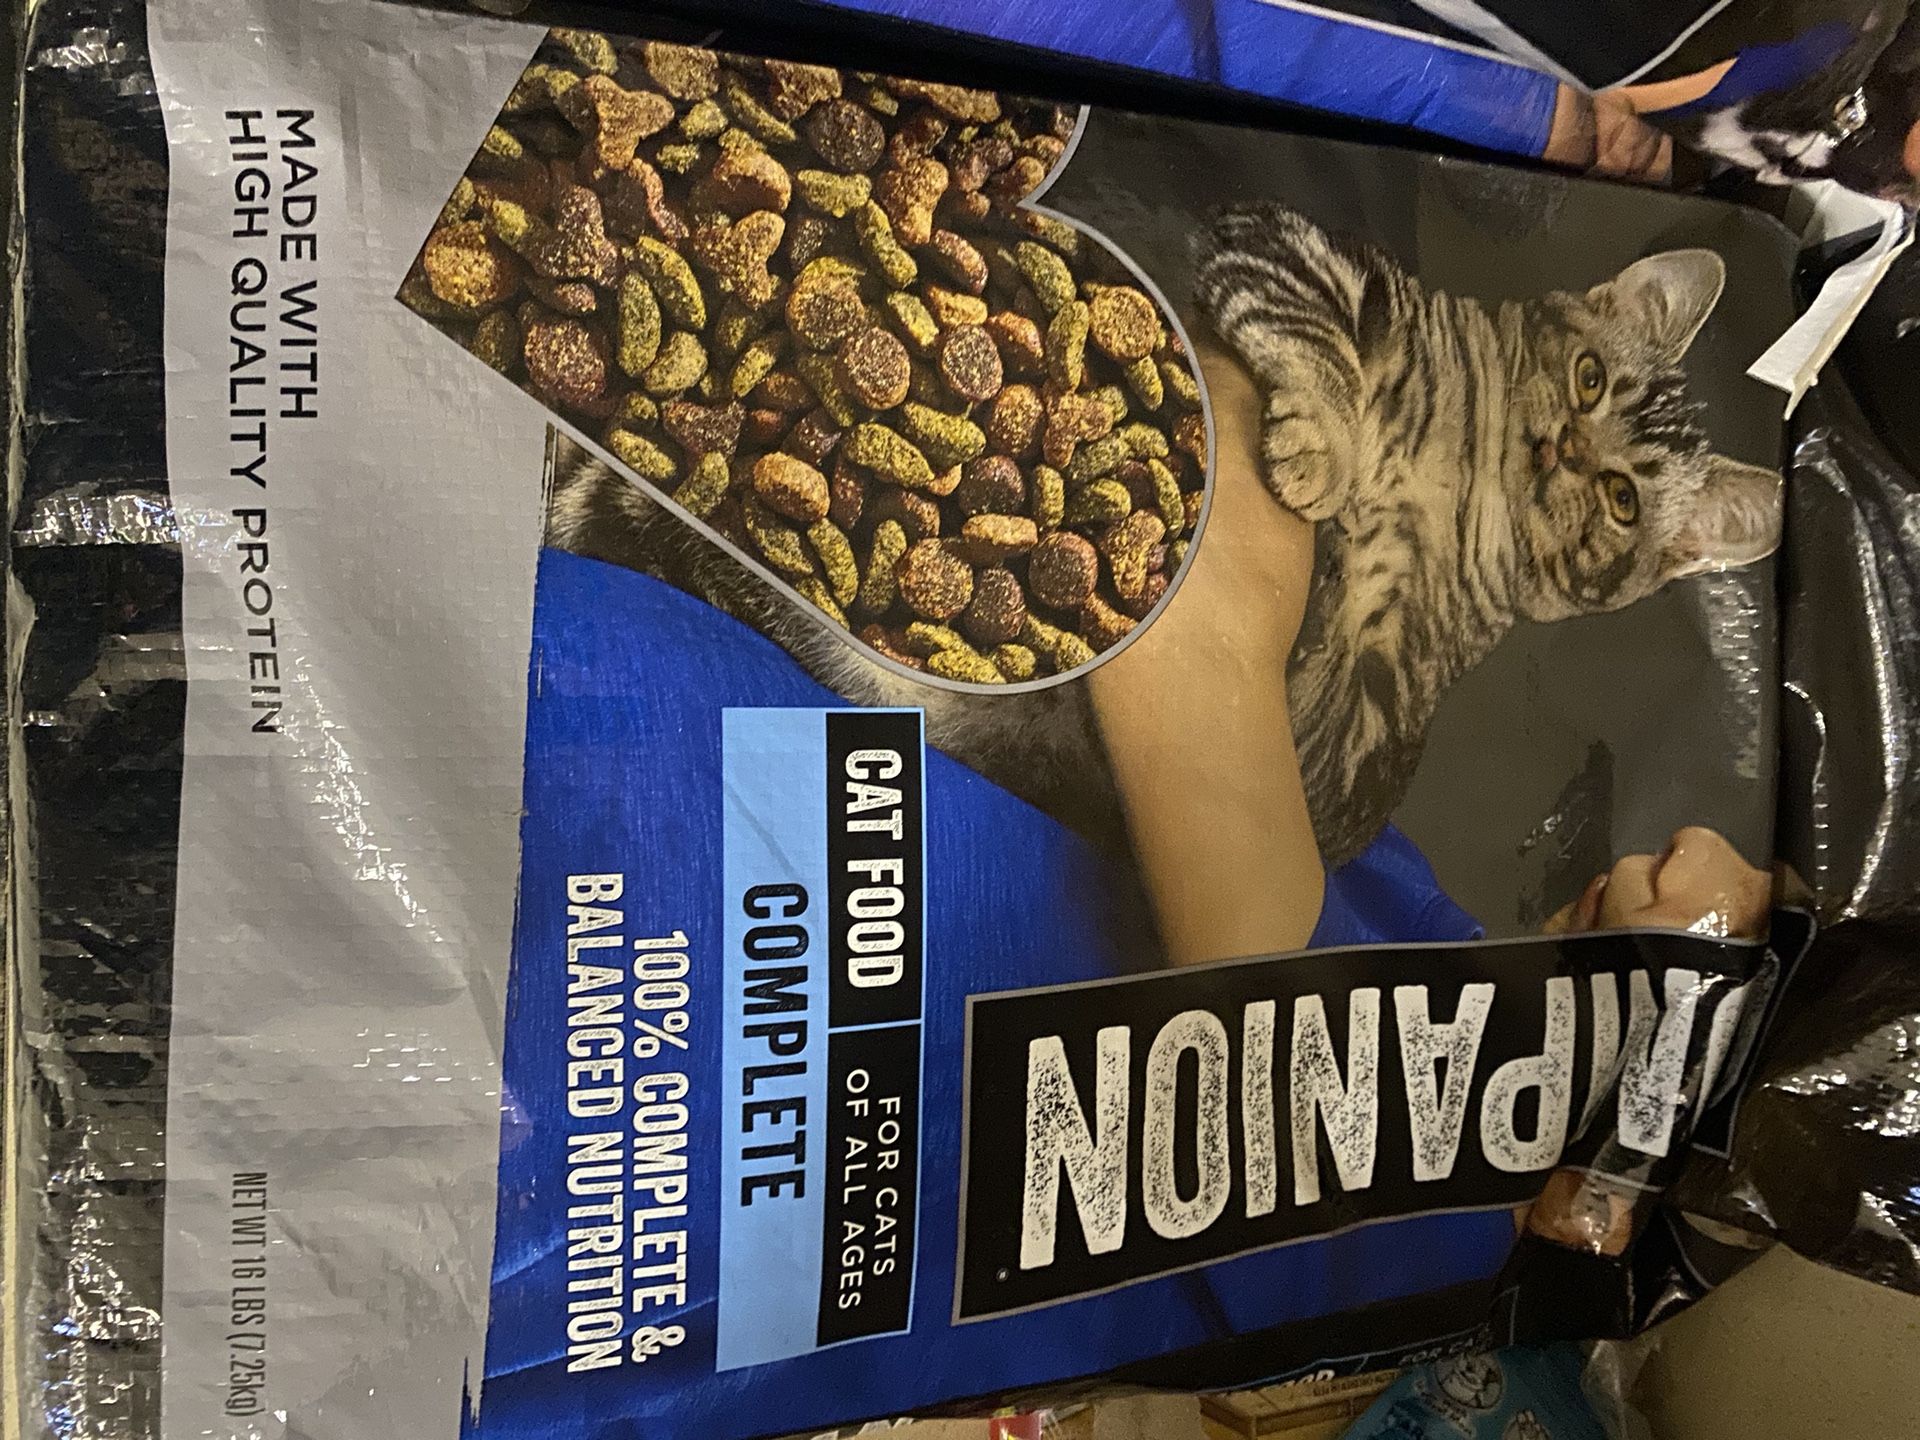 MPANION
CAT FOOD
FOR CATS
OF ALL AGES
COMPLETE
100% COMPLETE &
BALANCED NUTRITION
MADE WITH
HIGH QUALITY PROTEIN
NET WT 16 LBS (7.25kg)